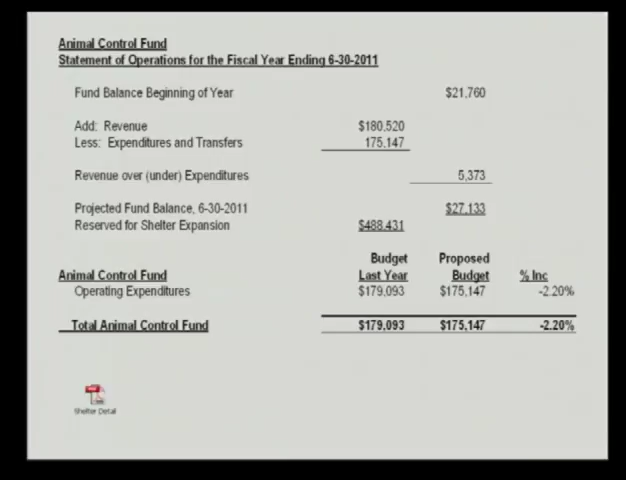 Animal Control Fund
Statement of Operations for the Fiscal Year Ending 6-30-2011
Fund Balance Beginning of Year $21,760
Add: Revenue $180,520
Less: Expenditures and Transfers 175,147
Revenue over (under) Expenditures 5,373
Projected Fund Balance, 6-30-2011 $27,133
Reserved for Shelter Expansion $488,431
Budget Proposed
Animal Control Fund Last Year Budget % Inc
Operating Expenditures $179,093 $175,147 -2.20%
Total Animal Control Fund $179,093 $175,147 -2.20%
Shelter Detail